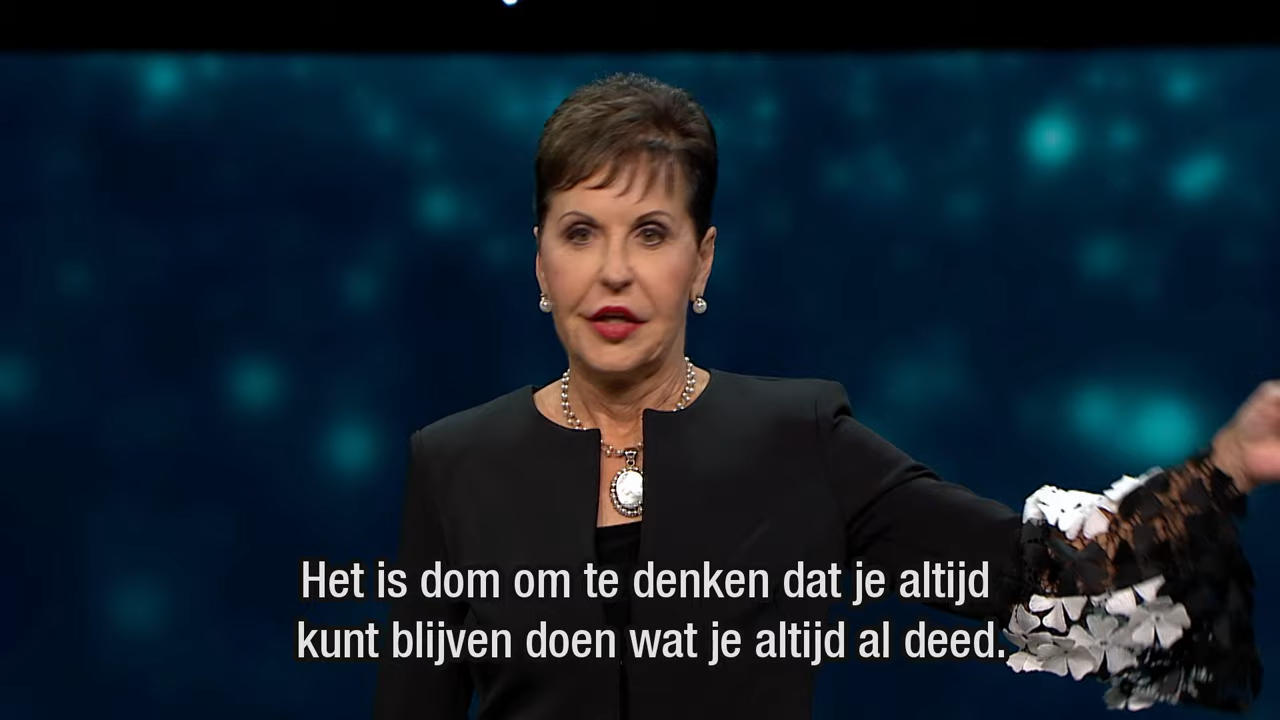 Het is dom om te denken dat je altijd
kunt blijven doen wat je altijd al deed.